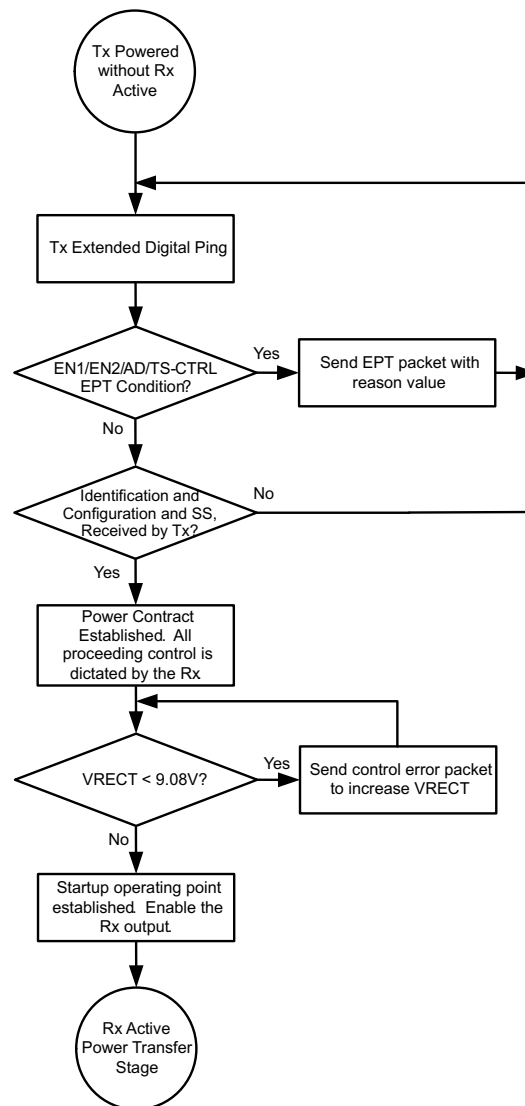 Tx Powered
without Rx
Active
Tx Extended Digital Ping
EN1/EN2/AD/TS-CTRL
EPT Condition?
Yes
Send EPT packet with
reason value
No
Identification and
Configuration and SS,
Received by Tx?
No
Yes
Power Contract
Established. All
proceeding control is
dictated by the Rx
VRECT < 9.08V?
Yes
Send control error packet
to increase VRECT
No
Startup operating point
established. Enable the
Rx output.
Rx Active
Power Transfer
Stage